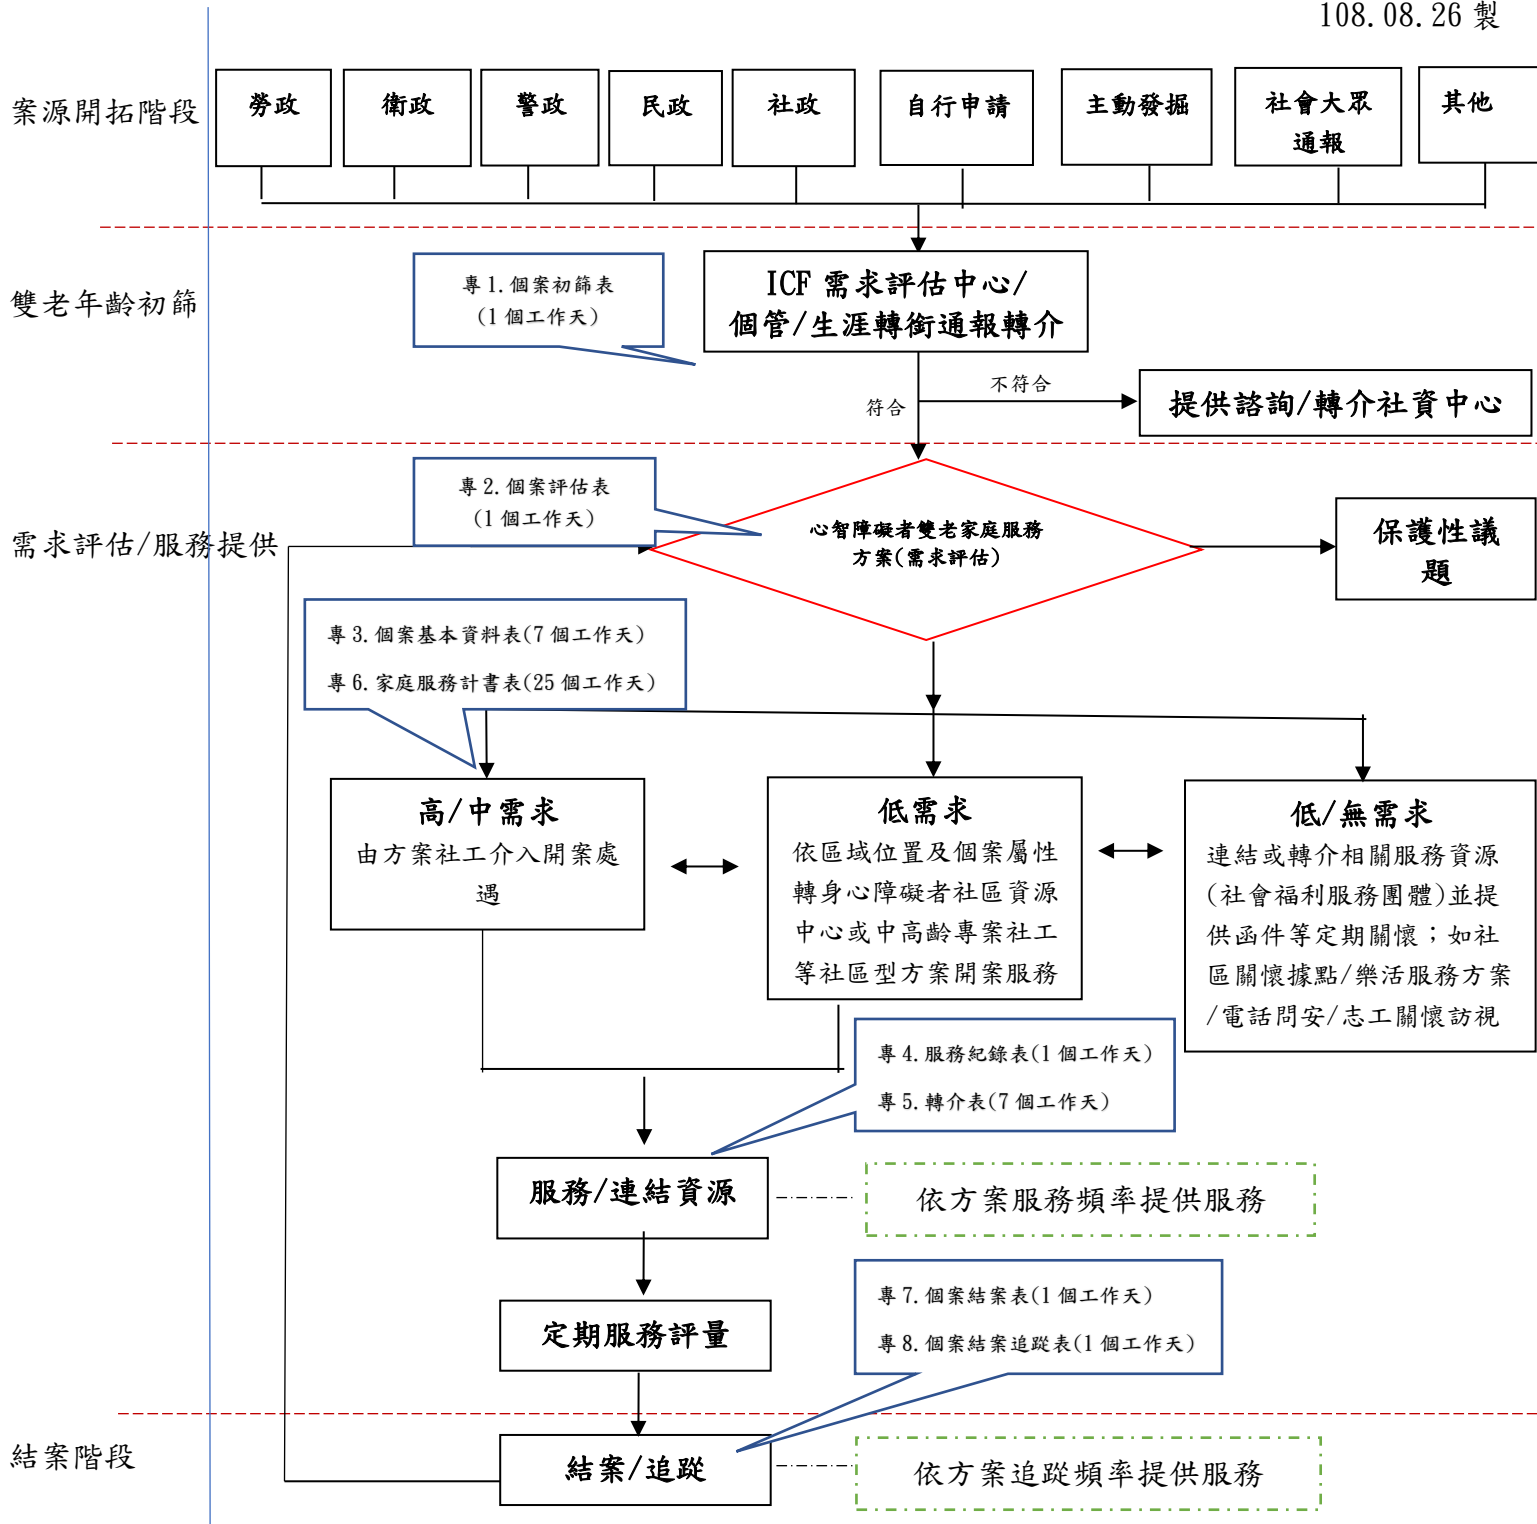 108.08.26 製
案源開拓階段
勞政
衛政
警政
民政
社政
自行申請
主動發掘
社會大眾
通報
其他
雙老年齡初篩
專 1.個案初篩表
(1 個工作天)
ICF 需求評估中心/
個管/生涯轉銜通報轉介
符合
不符合
提供諮詢/轉介社資中心
需求評估/服務提供
專 2.個案評估表
(1 個工作天)
心智障礙者雙老家庭服務
方案(需求評估)
保護性議
題
專 3.個案基本資料表(7 個工作天)
專 6.家庭服務計書表(25 個工作天)
高/中需求
由方案社工介入開案處
遇
低需求
依區域位置及個案屬性
轉身心障礙者社區資源
中心或中高齡專案社工
等社區型方案開案服務
低/無需求
連結或轉介相關服務資源
(社會福利服務團體)並提
供函件等定期關懷；如社
區關懷據點/樂活服務方案
/電話問安/志工關懷訪視
專 4.服務紀錄表(1 個工作天)
專 5.轉介表(7 個工作天)
服務/連結資源
依方案服務頻率提供服務
專 7.個案結案表(1 個工作天)
專 8.個案結案追蹤表(1 個工作天)
定期服務評量
結案階段
結案/追蹤
依方案追蹤頻率提供服務